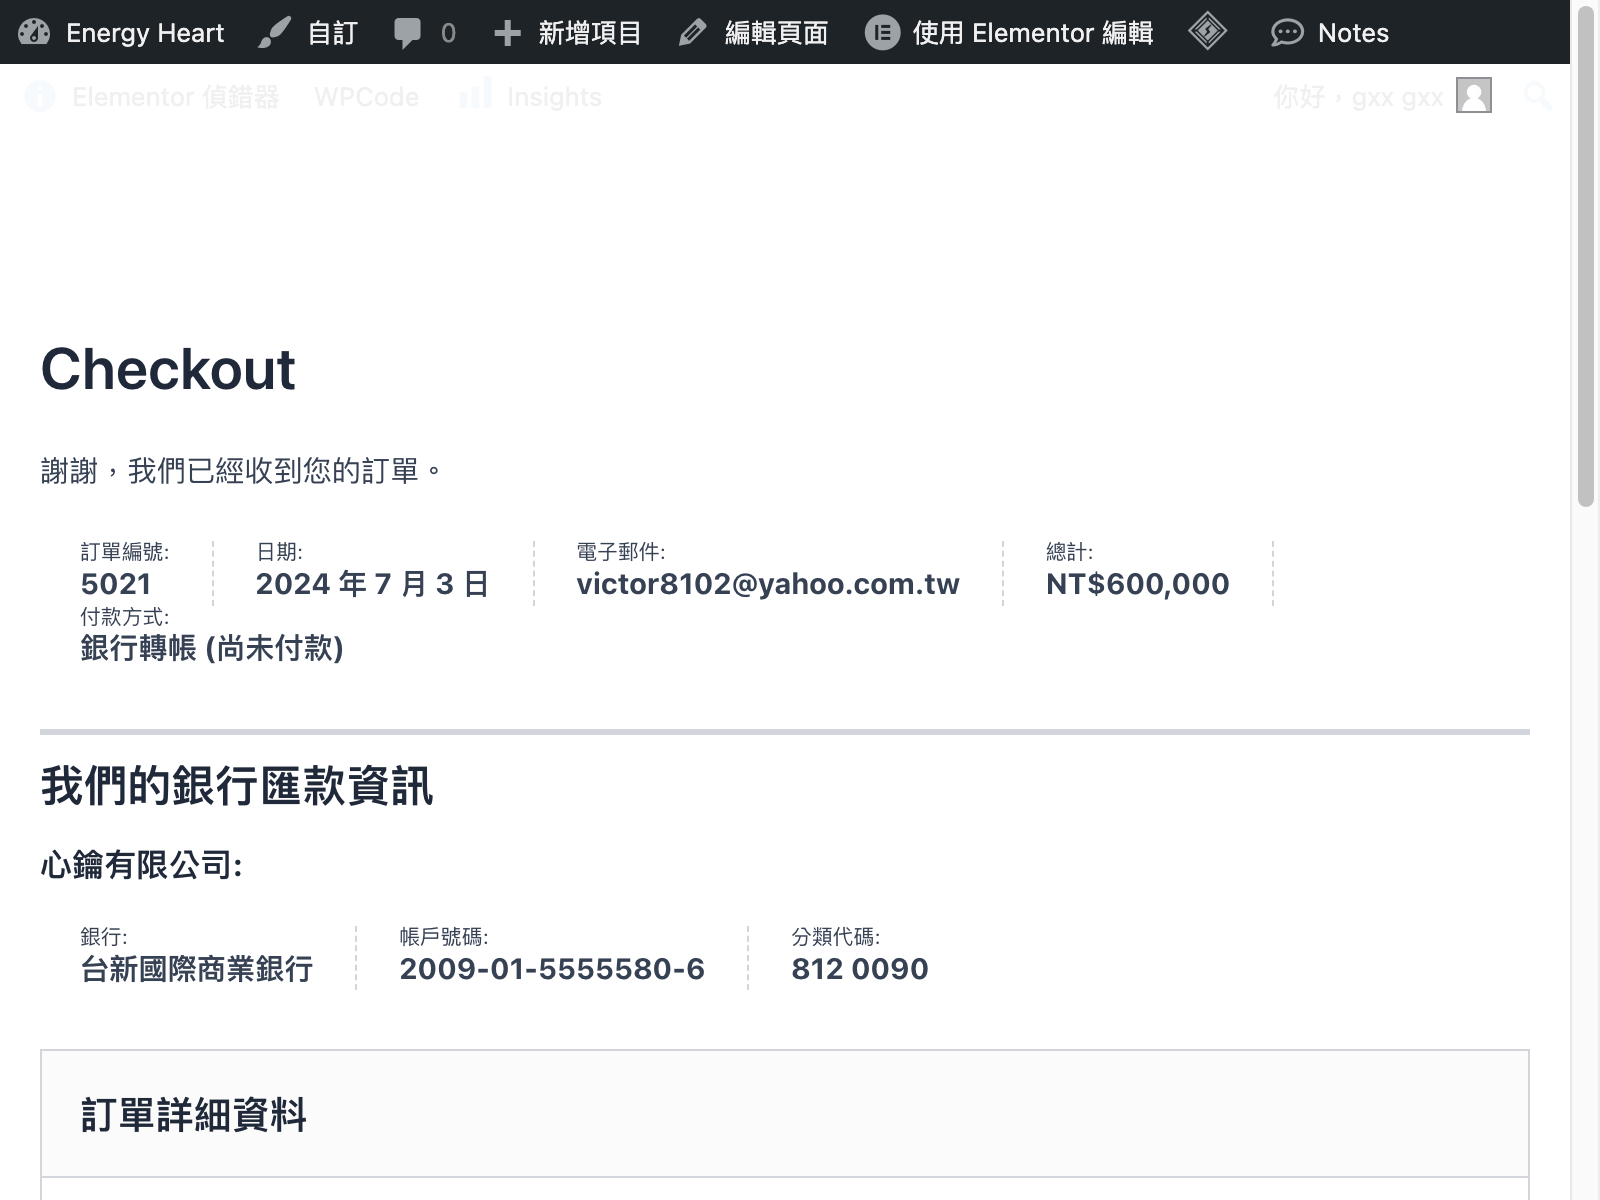 Energy Heart 自訂 0 新增項目 編輯頁面 使用 Elementor 編輯 Notes
Elementor 偵錯器 WPCode Insights 你好，gxx gxx
Checkout
謝謝，我們已經收到您的訂單。
訂單編號: 日期: 電子郵件: 總計:
5021 2024 年 7 月 3 日 victor8102@yahoo.com.tw NT$600,000
付款方式:
銀行轉帳 (尚未付款)
我們的銀行匯款資訊
心鑰有限公司:
銀行: 帳戶號碼: 分類代碼:
台新國際商業銀行 2009-01-5555580-6 812 0090
訂單詳細資料